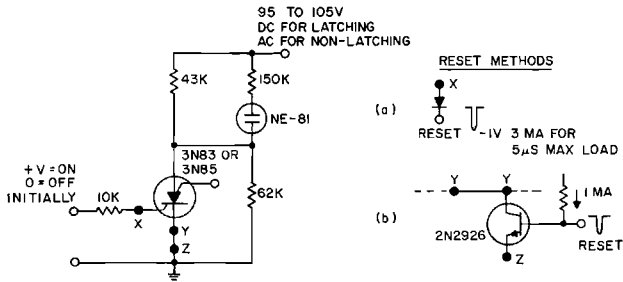 95 TO 105V
DC FOR LATCHING
AC FOR NON-LATCHING
RESET METHODS
43K
150K
NE-81
(a)
X
RESET
-1V 3 MA FOR
5µS MAX LOAD
3N83 OR
3N85
+V=ON
0=OFF
INITIALLY
10K
X
62K
Y
Z
Y
Y
1 MA
(b)
2N2926
RESET
Z